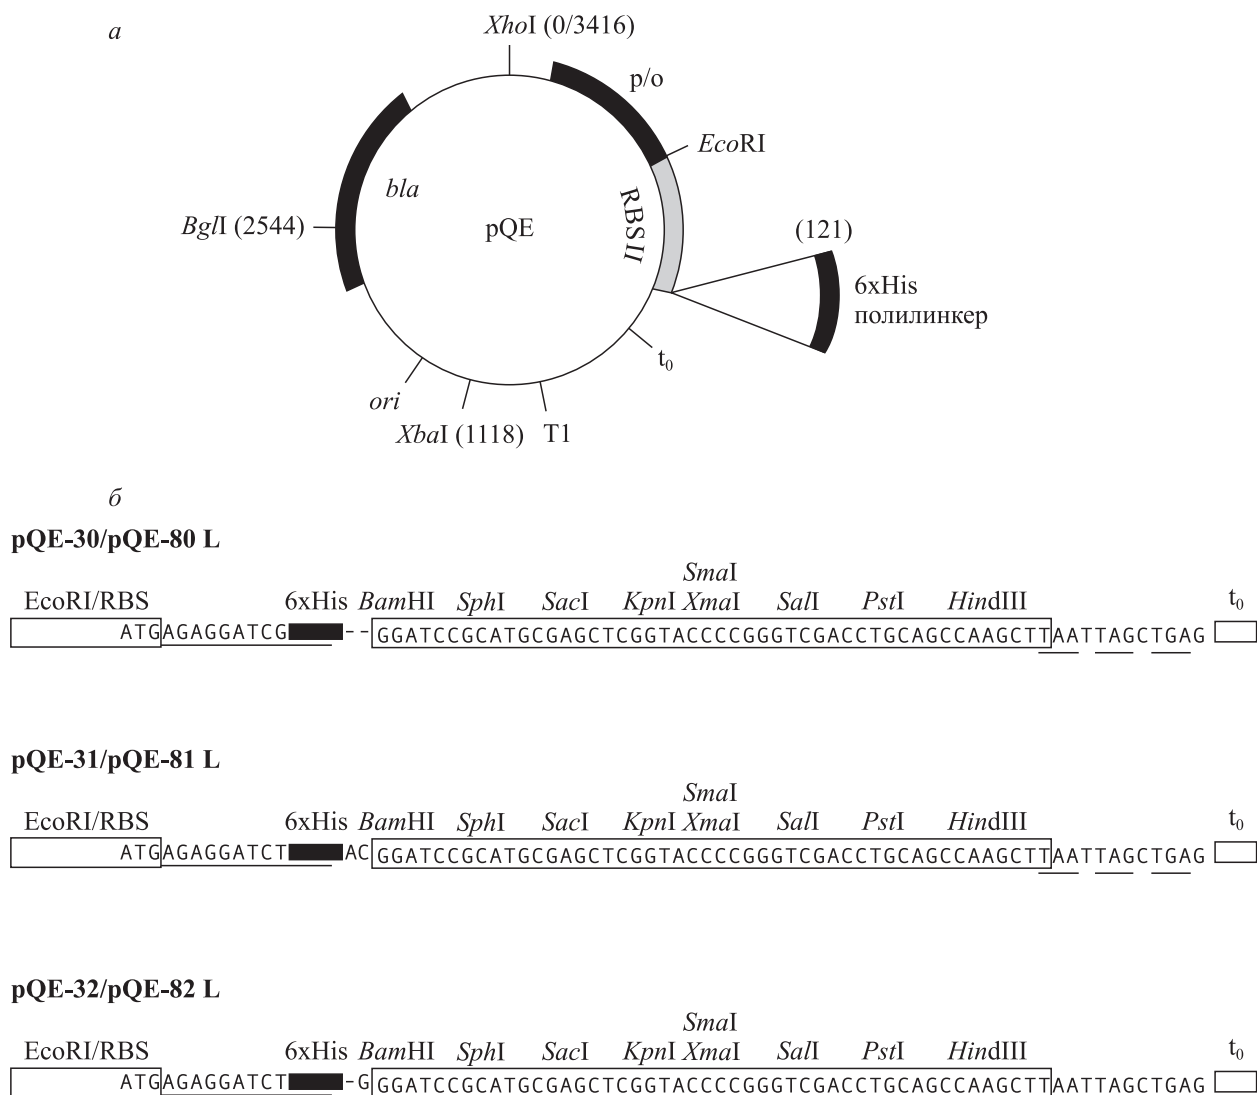 а
XhoI (0/3416)
p/o
EcoRI
bla
BglI (2544)
pQE
RBSII
(121)
6xHis
полилинкер
t0
ori
XbaI (1118)
T1
б
pQE-30/pQE-80 L
SmaI
EcoRI/RBS 6xHis BamHI SphI SacI KpnI XmaI SalI PstI HindIII t0
ATGAGAGGATCG -- GGATCCGCATGCGAGCTCGGTACCCCGGGTCGACCTGCAGCCAAGCTTAATTAGCTGAG
pQE-31/pQE-81 L
SmaI
EcoRI/RBS 6xHis BamHI SphI SacI KpnI XmaI SalI PstI HindIII t0
ATGAGAGGATCT AC GGATCCGCATGCGAGCTCGGTACCCCGGGTCGACCTGCAGCCAAGCTTAATTAGCTGAG
pQE-32/pQE-82 L
SmaI
EcoRI/RBS 6xHis BamHI SphI SacI KpnI XmaI SalI PstI HindIII t0
ATGAGAGGATCT -G GGATCCGCATGCGAGCTCGGTACCCCGGGTCGACCTGCAGCCAAGCTTAATTAGCTGAG